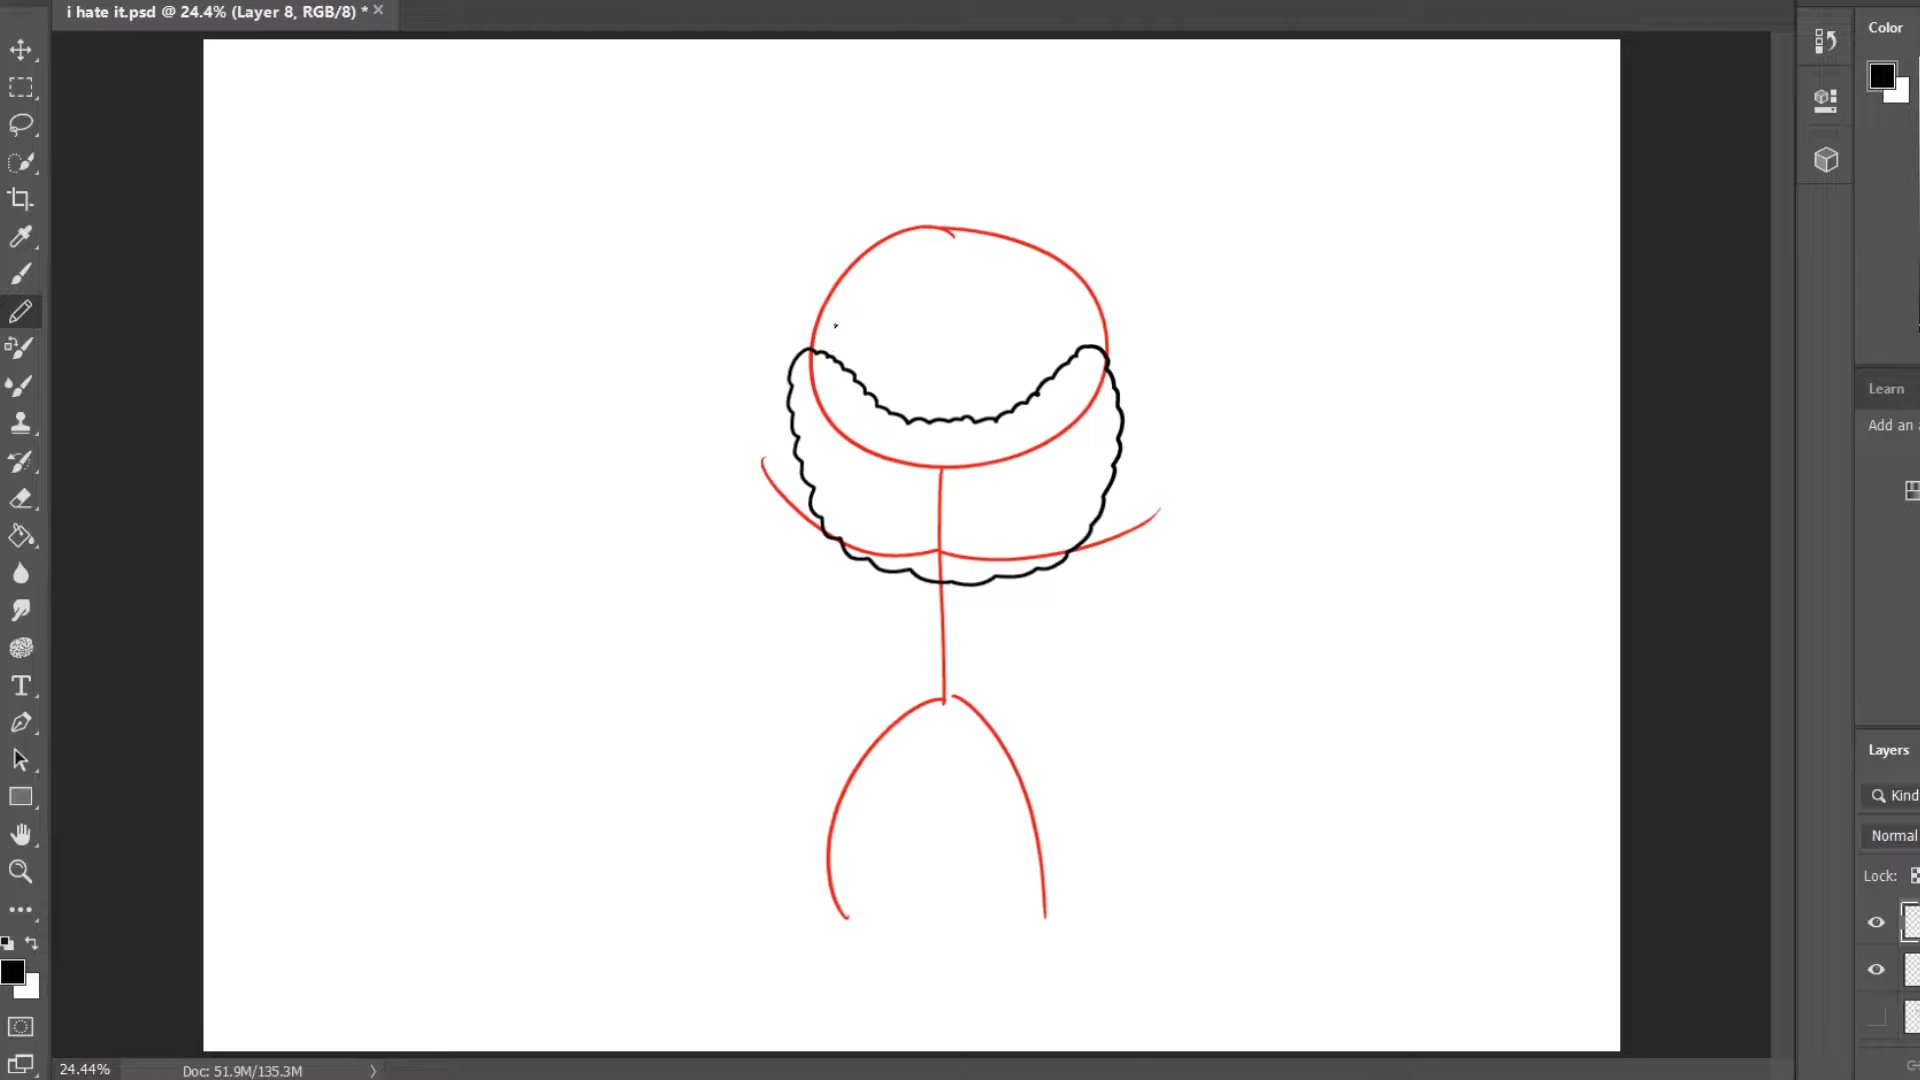 i hate it.psd @ 24.4% (Layer 8, RGB/8) *
Color
Learn
Add an
Layers
Kind
Normal
Lock:
24.44%
Doc: 51.9M/135.3M